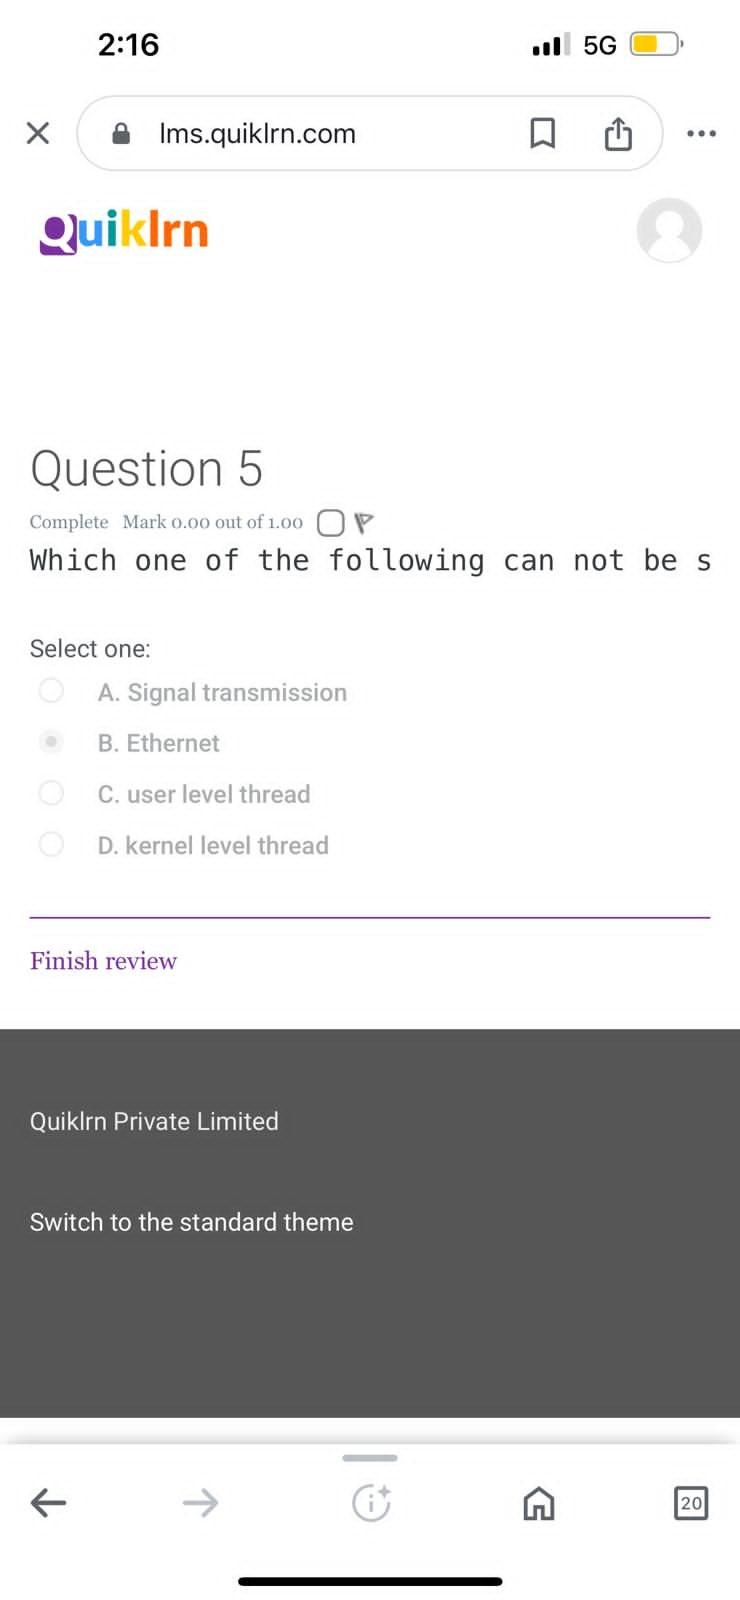 2:16
5G
lms.quiklrn.com
Quiklrn
Question 5
Complete Mark 0.00 out of 1.00
Which one of the following can not be s
Select one:
A. Signal transmission
B. Ethernet
C. user level thread
D. kernel level thread
Finish review
Quiklrn Private Limited
Switch to the standard theme
20